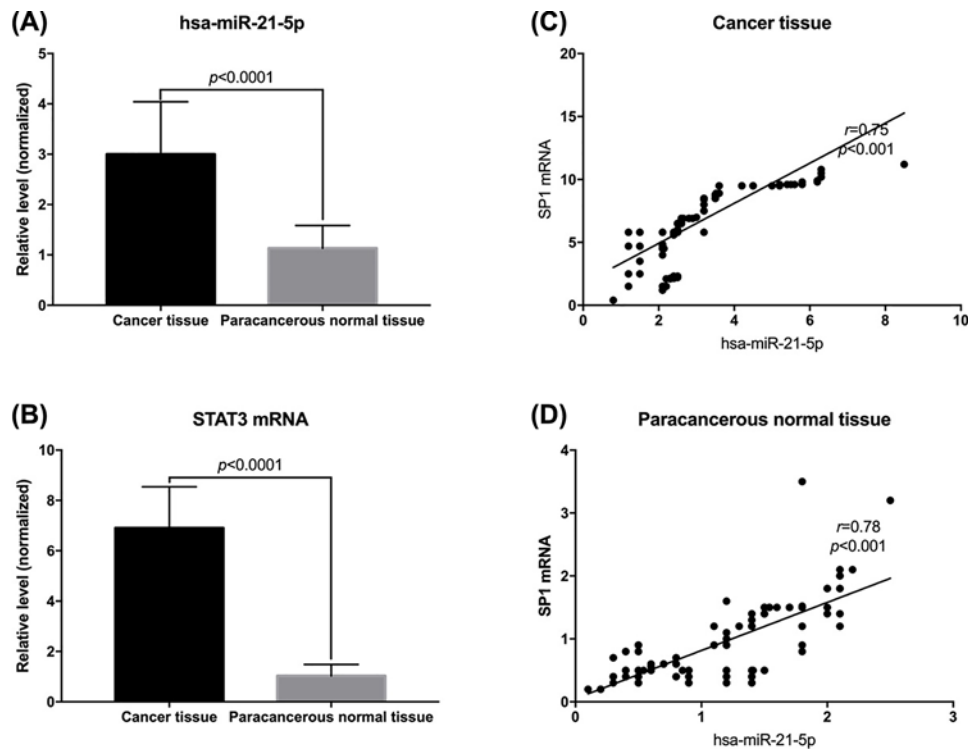 (A)
hsa-miR-21-5p
p<0.0001
Relative level (normalized)
5
4
3
2
1
0
Cancer tissue
Paracancerous normal tissue
(B)
STAT3 mRNA
p<0.0001
Relative level (normalized)
10
8
6
4
2
0
Cancer tissue
Paracancerous normal tissue
(C)
Cancer tissue
SP1 mRNA
20
15
10
5
0
r=0.75
p<0.001
0
2
4
6
8
10
hsa-miR-21-5p
(D)
Paracancerous normal tissue
SP1 mRNA
4
3
2
1
0
r=0.78
p<0.001
0
1
2
3
hsa-miR-21-5p